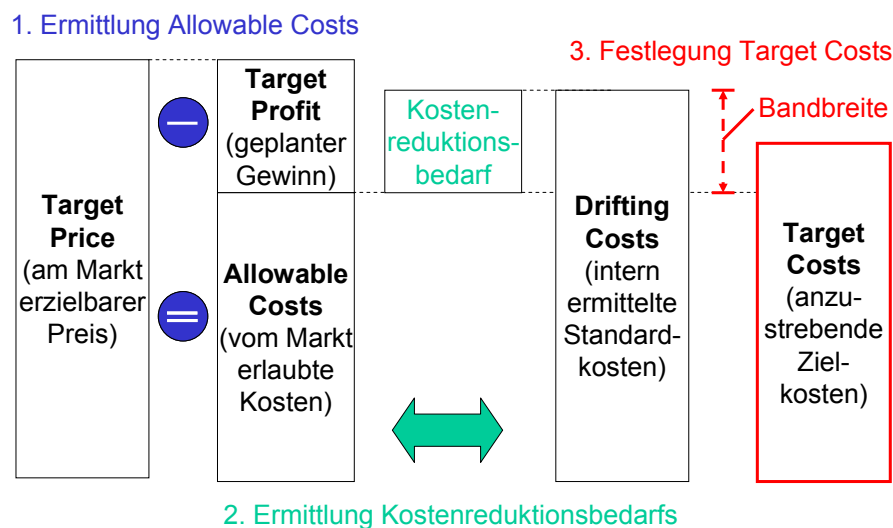 1. Ermittlung Allowable Costs
3. Festlegung Target Costs
Target
Price
(am Markt
erzielbarer
Preis)
Target
Profit
(geplanter
Gewinn)
Allowable
Costs
(vom Markt
erlaubte
Kosten)
Kosten-
reduktions-
bedarf
Drifting
Costs
(intern
ermittelte
Standard-
kosten)
Bandbreite
Target
Costs
(anzu-
strebende
Ziel-
kosten)
2. Ermittlung Kostenreduktionsbedarfs